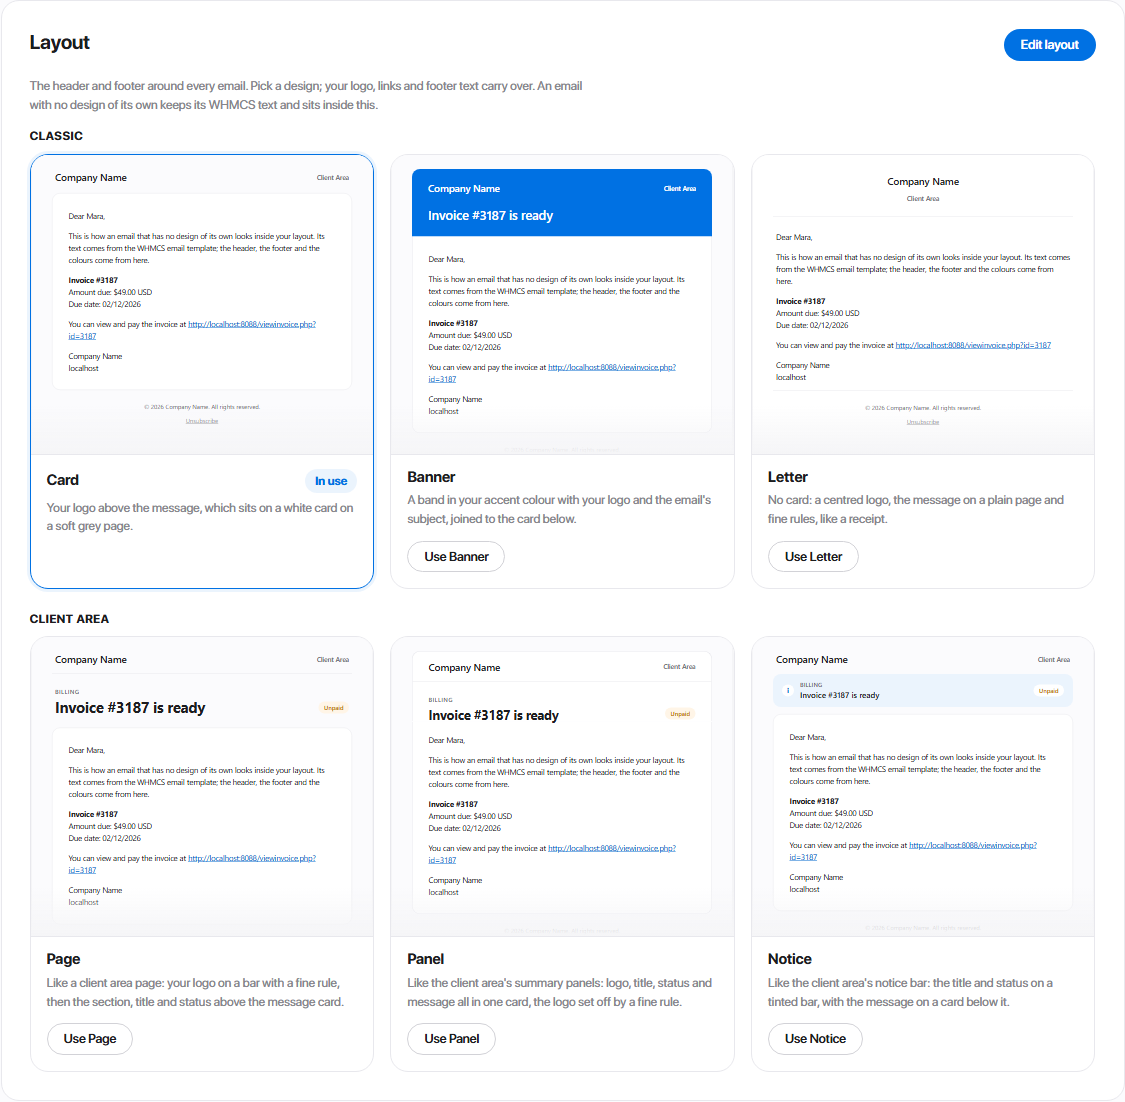 Layout
Edit layout
The header and footer around every email. Pick a design; your logo, links and footer text carry over. An email
with no design of its own keeps its WHMCS text and sits inside this.
CLASSIC
Company Name
Client Area
Dear Mara,
This is how an email that has no design of its own looks inside your layout. Its
text comes from the WHMCS email template; the header, the footer and the
colours come from here.
Invoice #3187
Amount due: $49.00 USD
Due date: 02/12/2026
You can view and pay the invoice at http://localhost:8088/viewinvoice.php?
id=3187
Company Name
localhost
© 2026 Company Name. All rights reserved.
Unsubscribe
Card
In use
Your logo above the message, which sits on a white card on
a soft grey page.
Company Name
Client Area
Invoice #3187 is ready
Dear Mara,
This is how an email that has no design of its own looks inside your layout. Its
text comes from the WHMCS email template; the header, the footer and the
colours come from here.
Invoice #3187
Amount due: $49.00 USD
Due date: 02/12/2026
You can view and pay the invoice at http://localhost:8088/viewinvoice.php?
id=3187
Company Name
localhost
© 2026 Company Name. All rights reserved.
Banner
A band in your accent colour with your logo and the email's
subject, joined to the card below.
Use Banner
Company Name
Client Area
Dear Mara,
This is how an email that has no design of its own looks inside your layout. Its text comes
from the WHMCS email template; the header, the footer and the colours come from
here.
Invoice #3187
Amount due: $49.00 USD
Due date: 02/12/2026
You can view and pay the invoice at http://localhost:8088/viewinvoice.php?id=3187
Company Name
localhost
© 2026 Company Name. All rights reserved.
Unsubscribe
Letter
No card: a centred logo, the message on a plain page and
fine rules, like a receipt.
Use Letter
CLIENT AREA
Company Name
Client Area
BILLING
Invoice #3187 is ready
Unpaid
Dear Mara,
This is how an email that has no design of its own looks inside your layout. Its
text comes from the WHMCS email template; the header, the footer and the
colours come from here.
Invoice #3187
Amount due: $49.00 USD
Due date: 02/12/2026
You can view and pay the invoice at http://localhost:8088/viewinvoice.php?
id=3187
Company Name
localhost
Page
Like a client area page: your logo on a bar with a fine rule,
then the section, title and status above the message card.
Use Page
Company Name
Client Area
BILLING
Invoice #3187 is ready
Unpaid
Dear Mara,
This is how an email that has no design of its own looks inside your layout. Its
text comes from the WHMCS email template; the header, the footer and the
colours come from here.
Invoice #3187
Amount due: $49.00 USD
Due date: 02/12/2026
You can view and pay the invoice at http://localhost:8088/viewinvoice.php?
id=3187
Company Name
localhost
© 2026 Company Name. All rights reserved.
Panel
Like the client area's summary panels: logo, title, status and
message all in one card, the logo set off by a fine rule.
Use Panel
Company Name
Client Area
BILLING
Invoice #3187 is ready
Unpaid
Dear Mara,
This is how an email that has no design of its own looks inside your layout. Its
text comes from the WHMCS email template; the header, the footer and the
colours come from here.
Invoice #3187
Amount due: $49.00 USD
Due date: 02/12/2026
You can view and pay the invoice at http://localhost:8088/viewinvoice.php?
id=3187
Company Name
localhost
© 2026 Company Name. All rights reserved.
Notice
Like the client area's notice bar: the title and status on a
tinted bar, with the message on a card below it.
Use Notice